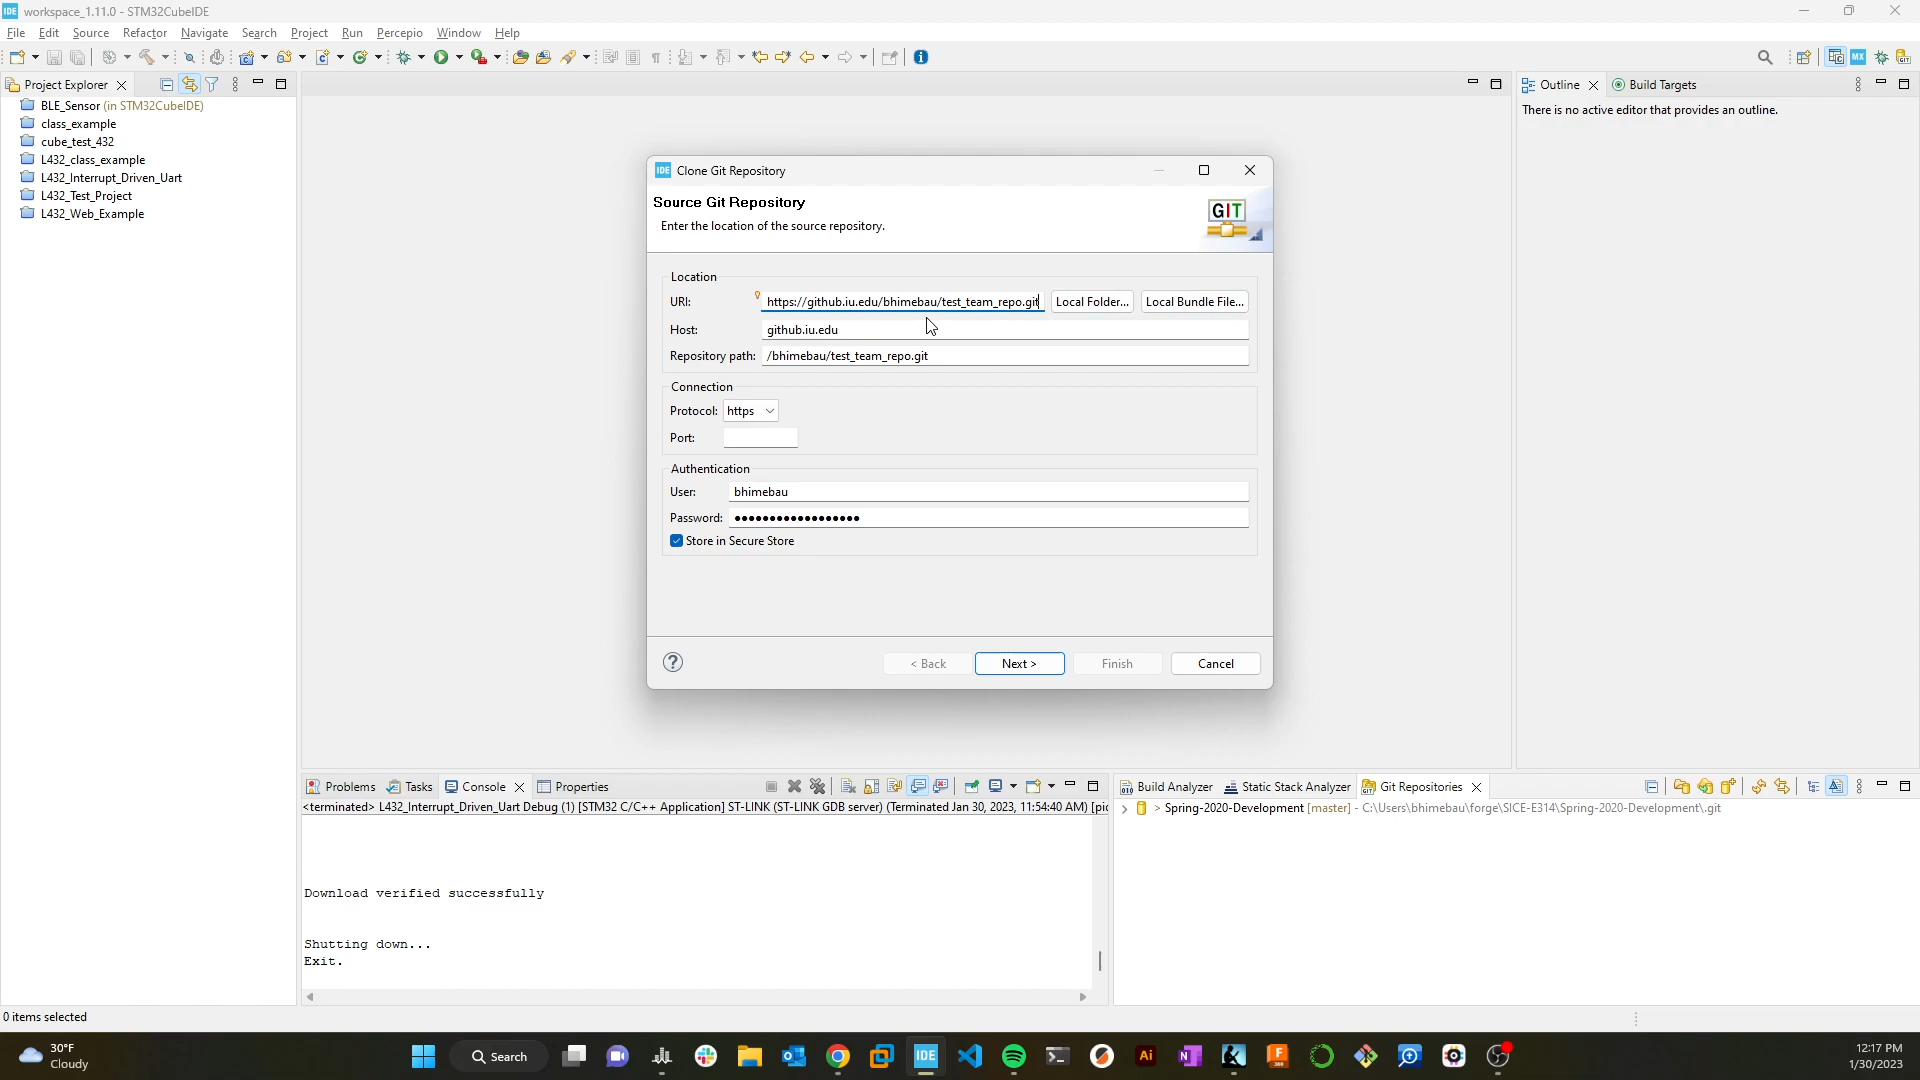 IDE workspace_1.11.0 - STM32CubeIDE
File Edit Source Refactor Navigate Search Project Run Percepio Window Help
Project Explorer
BLE_Sensor (in STM32CubeIDE)
class_example
cube_test_432
L432_class_example
L432_Interrupt_Driven_Uart
L432_Test_Project
L432_Web_Example
Outline Build Targets
There is no active editor that provides an outline.
IDE Clone Git Repository
Source Git Repository
Enter the location of the source repository.
GIT
Location
URI: https://github.iu.edu/bhimebau/test_team_repo.git Local Folder... Local Bundle File...
Host: github.iu.edu
Repository path: /bhimebau/test_team_repo.git
Connection
Protocol: https
Port:
Authentication
User: bhimebau
Password: ●●●●●●●●●●●●●●●●●●
Store in Secure Store
< Back Next > Finish Cancel
Problems Tasks Console Properties
<terminated> L432_Interrupt_Driven_Uart Debug (1) [STM32 C/C++ Application] ST-LINK (ST-LINK GDB server) (Terminated Jan 30, 2023, 11:54:40 AM) [pic
Download verified successfully
Shutting down...
Exit.
Build Analyzer Static Stack Analyzer Git Repositories
> Spring-2020-Development [master] - C:\Users\bhimebau\forge\SICE-E314\Spring-2020-Development\.git
0 items selected
30°F
Cloudy
Search
IDE
Ai
12:17 PM
1/30/2023